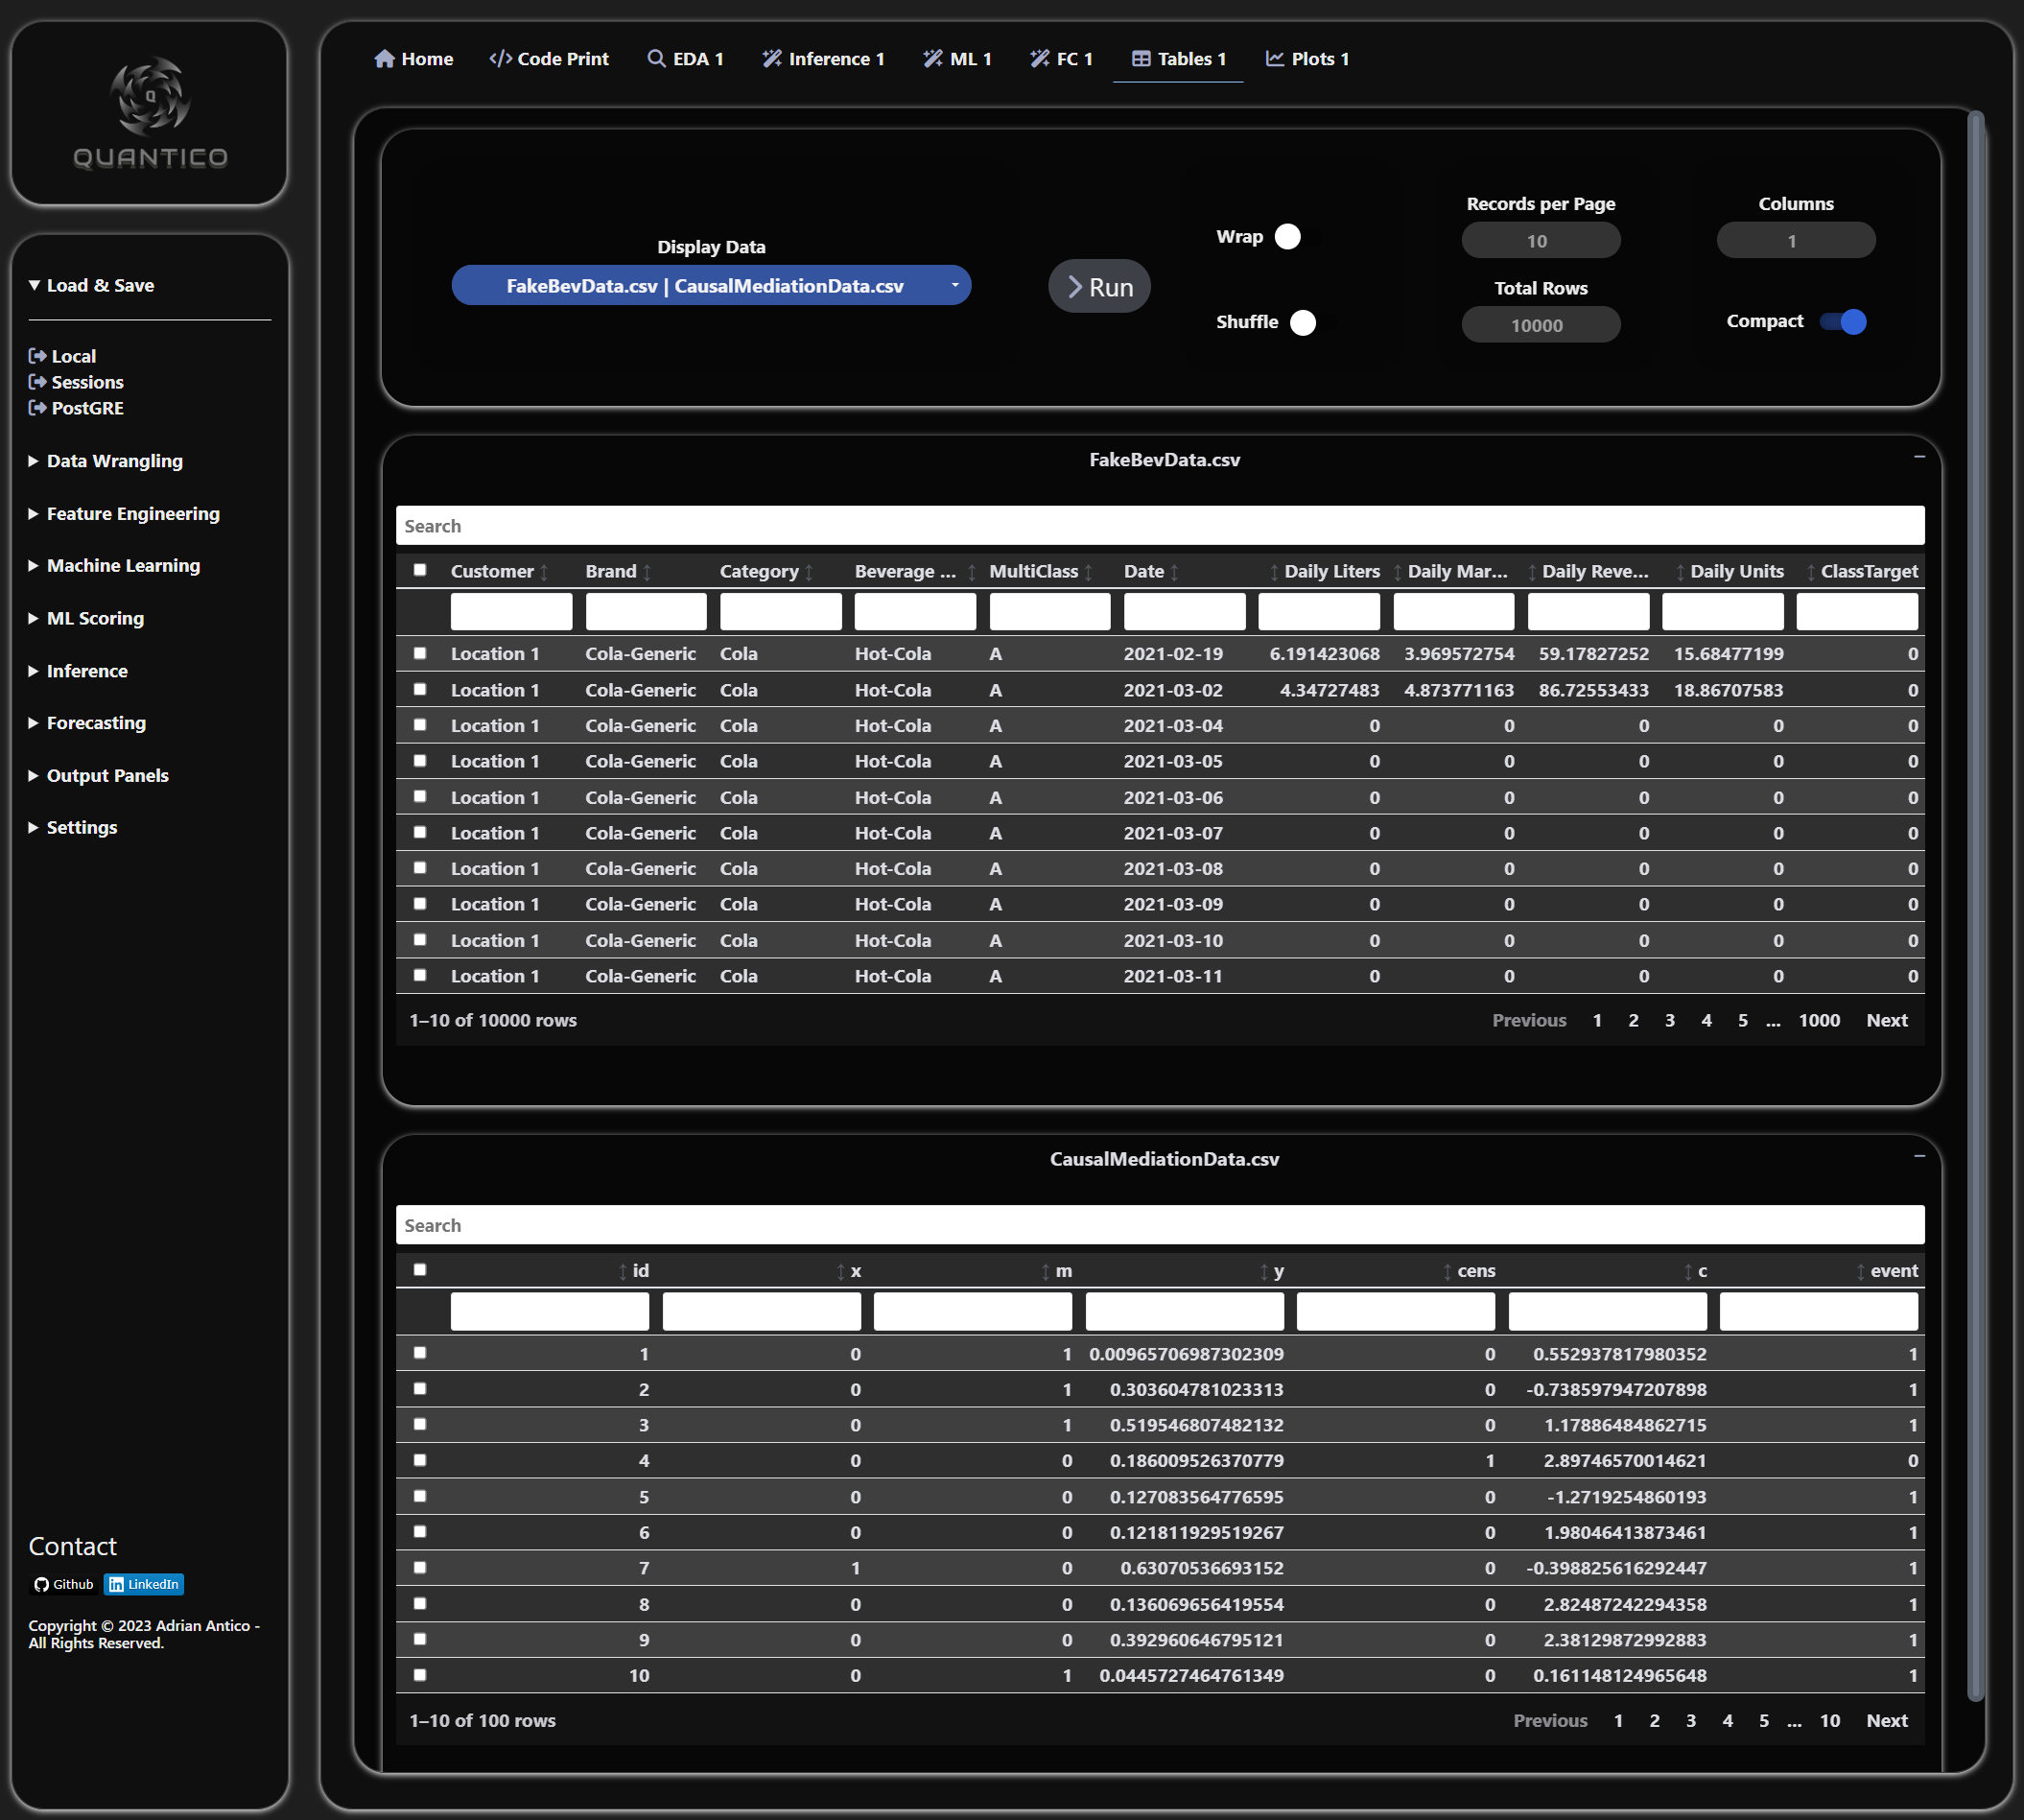 Q
QUANTICO
Load & Save
Local
Sessions
PostGRE
Data Wrangling
Feature Engineering
Machine Learning
ML Scoring
Inference
Forecasting
Output Panels
Settings
Contact
Github LinkedIn
Copyright © 2023 Adrian Antico -
All Rights Reserved.
Home </> Code Print EDA 1 Inference 1 ML 1 FC 1 Tables 1 Plots 1
Display Data
FakeBevData.csv | CausalMediationData.csv
Run
Wrap
Shuffle
Records per Page
10
Total Rows
10000
Columns
1
Compact
FakeBevData.csv
Search
Customer Brand Category Beverage ... MultiClass Date Daily Liters Daily Mar... Daily Reve... Daily Units ClassTarget
Location 1 Cola-Generic Cola Hot-Cola A 2021-02-19 6.191423068 3.969572754 59.17827252 15.68477199 0
Location 1 Cola-Generic Cola Hot-Cola A 2021-03-02 4.34727483 4.873771163 86.72553433 18.86707583 0
Location 1 Cola-Generic Cola Hot-Cola A 2021-03-04 0 0 0 0 0
Location 1 Cola-Generic Cola Hot-Cola A 2021-03-05 0 0 0 0 0
Location 1 Cola-Generic Cola Hot-Cola A 2021-03-06 0 0 0 0 0
Location 1 Cola-Generic Cola Hot-Cola A 2021-03-07 0 0 0 0 0
Location 1 Cola-Generic Cola Hot-Cola A 2021-03-08 0 0 0 0 0
Location 1 Cola-Generic Cola Hot-Cola A 2021-03-09 0 0 0 0 0
Location 1 Cola-Generic Cola Hot-Cola A 2021-03-10 0 0 0 0 0
Location 1 Cola-Generic Cola Hot-Cola A 2021-03-11 0 0 0 0 0
1–10 of 10000 rows Previous 1 2 3 4 5 ... 1000 Next
CausalMediationData.csv
Search
id x m y cens c event
1 0 1 0.00965706987302309 0 0.552937817980352 1
2 0 1 0.303604781023313 0 -0.738597947207898 1
3 0 1 0.519546807482132 0 1.17886484862715 1
4 0 0 0.186009526370779 1 2.89746570014621 0
5 0 0 0.127083564776595 0 -1.2719254860193 1
6 0 0 0.121811929519267 0 1.98046413873461 1
7 1 0 0.63070536693152 0 -0.398825616292447 1
8 0 0 0.136069656419554 0 2.82487242294358 1
9 0 0 0.392960646795121 0 2.38129872992883 1
10 0 1 0.0445727464761349 0 0.161148124965648 1
1–10 of 100 rows Previous 1 2 3 4 5 ... 10 Next